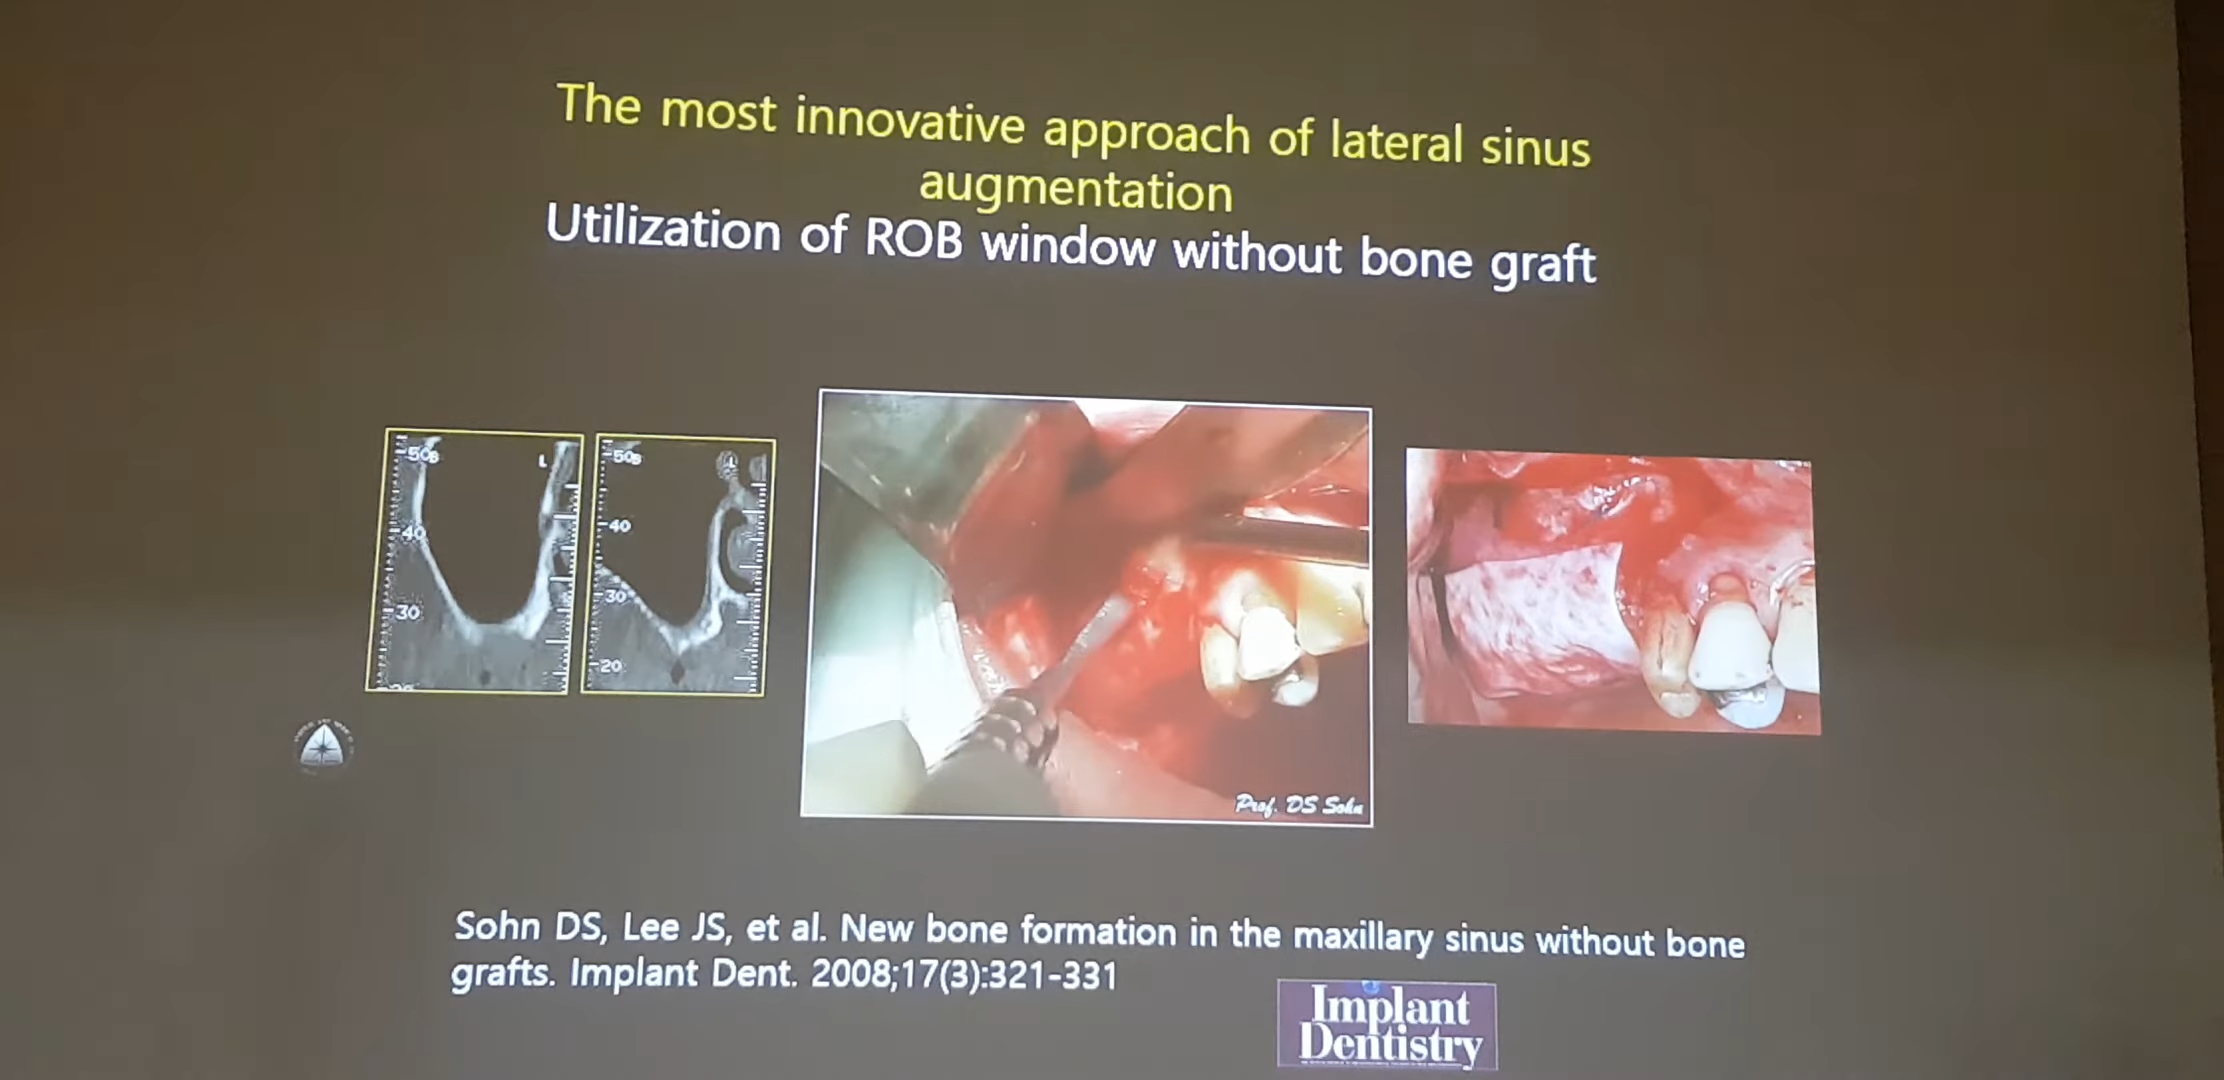 The most innovative approach of lateral sinus
augmentation
Utilization of ROB window without bone graft
50s
L
40
30
50s
40
30
20
Prof. DS Sohn
Sohn DS, Lee JS, et al. New bone formation in the maxillary sinus without bone
grafts. Implant Dent. 2008;17(3):321-331
Implant
Dentistry